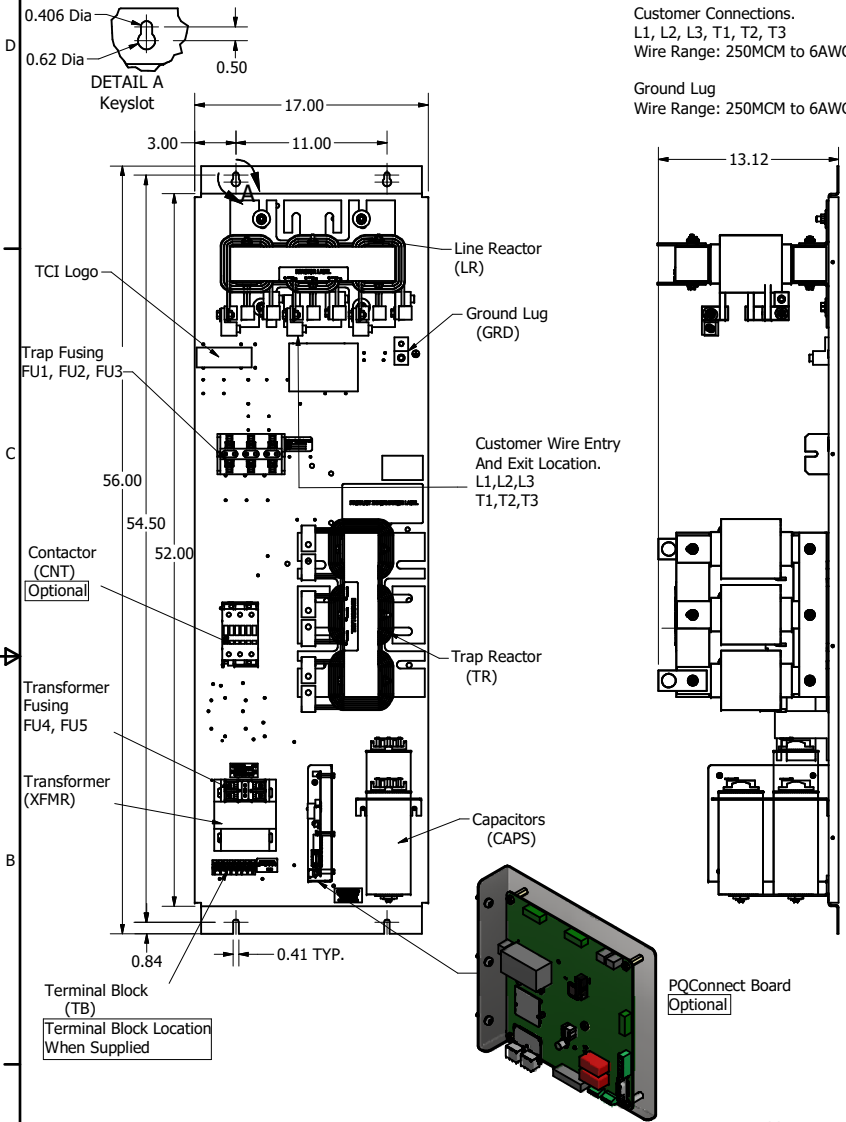 0.406 Dia
0.62 Dia
0.50
DETAIL A
Keyslot
Customer Connections.
L1, L2, L3, T1, T2, T3
Wire Range: 250MCM to 6AWG
Ground Lug
Wire Range: 250MCM to 6AWG
D
17.00
3.00
11.00
13.12
A
Line Reactor
(LR)
TCI Logo
Ground Lug
(GRD)
Trap Fusing
FU1, FU2, FU3
C
Customer Wire Entry
And Exit Location.
L1,L2,L3
T1,T2,T3
56.00
54.50
52.00
Contactor
(CNT)
Optional
Trap Reactor
(TR)
Transformer
Fusing
FU4, FU5
Transformer
(XFMR)
Capacitors
(CAPS)
B
0.84
0.41 TYP.
Terminal Block
(TB)
Terminal Block Location
When Supplied
PQConnect Board
Optional